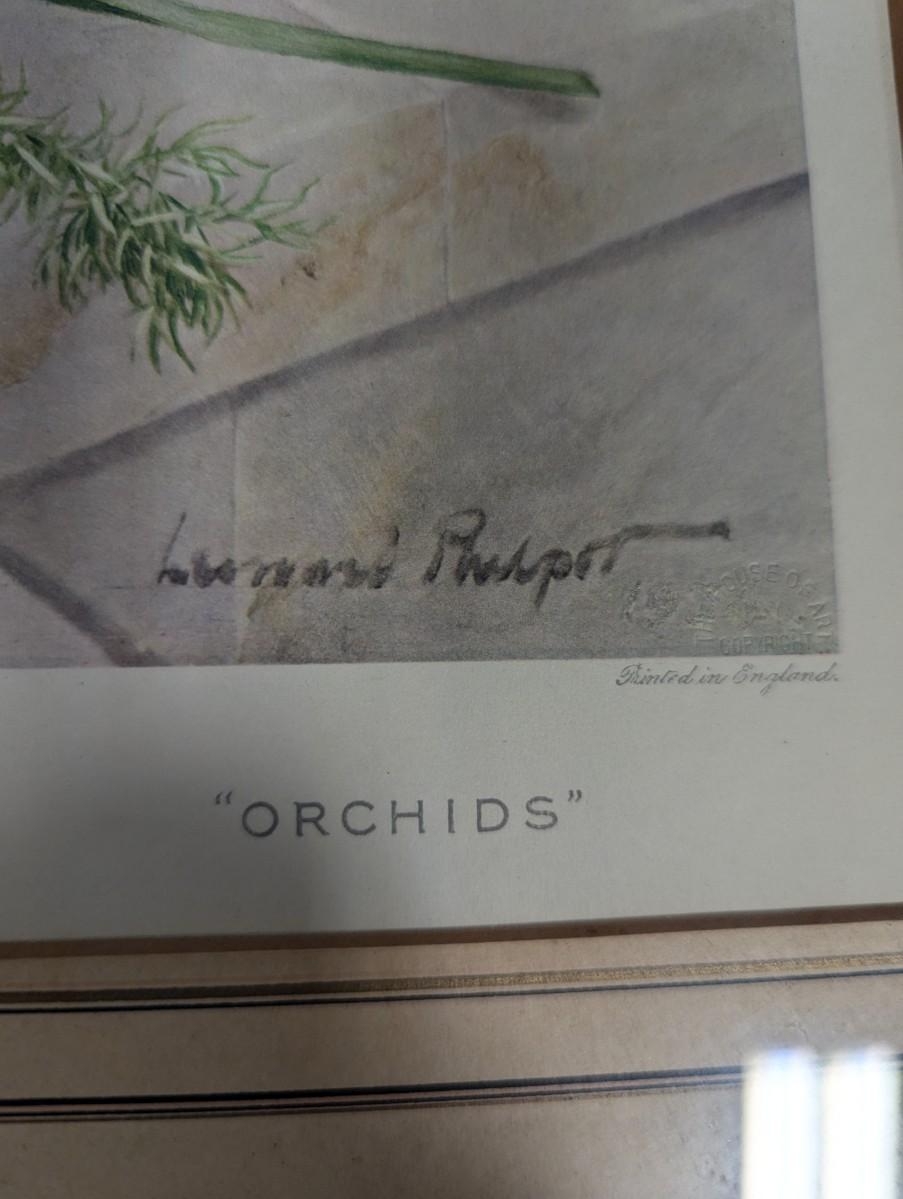 Leonard Philpot
THE HOUSE OF ART
COPYRIGHT
Printed in England.
“ORCHIDS”